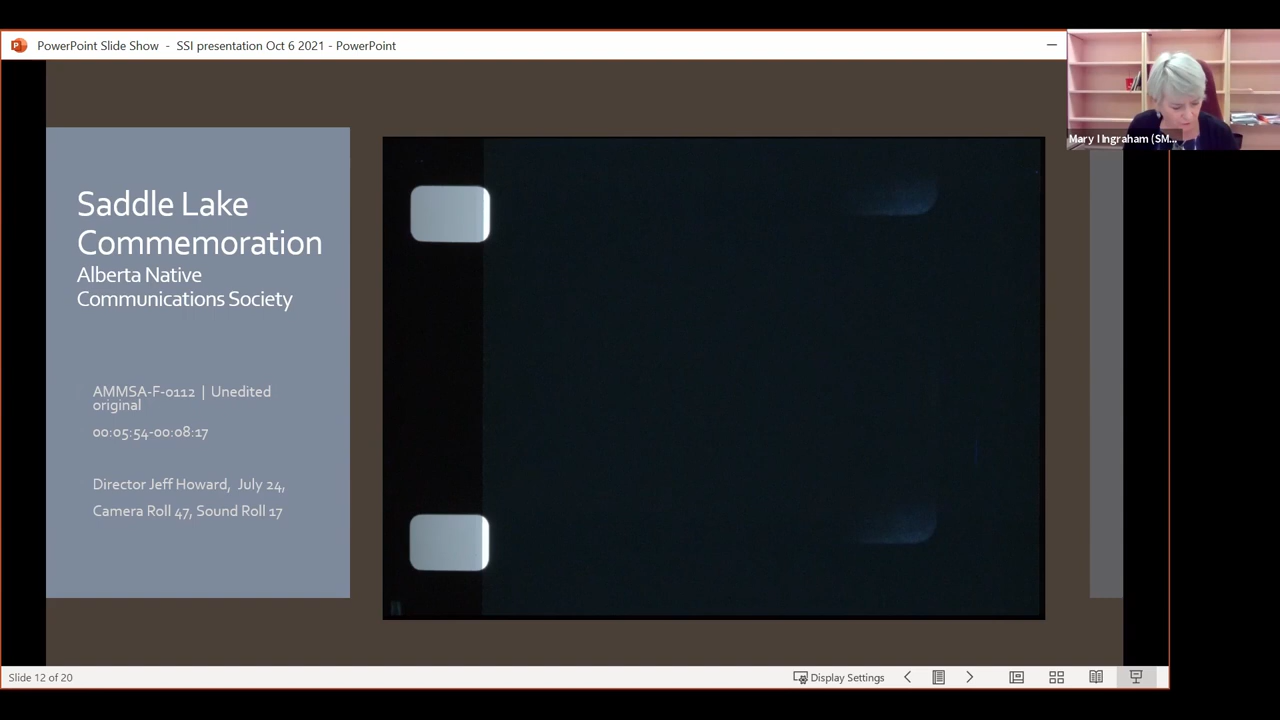 PowerPoint Slide Show - SSI presentation Oct 6 2021 - PowerPoint
Mary I Ingraham (SM...
Saddle Lake
Commemoration
Alberta Native
Communications Society
AMMSA-F-0112 | Unedited
original
00:05:54-00:08:17
Director Jeff Howard, July 24,
Camera Roll 47, Sound Roll 17
Slide 12 of 20
Display Settings